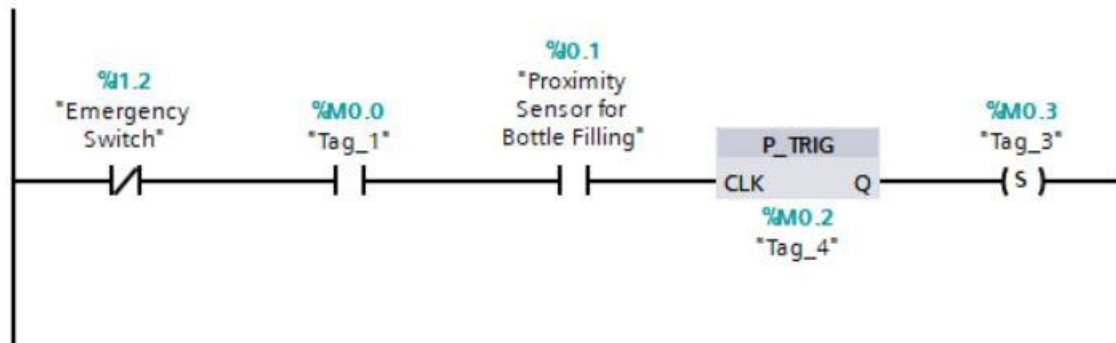 %I0.1
%I1.2
"Proximity
"Emergency
Sensor for
%M0.0
%M0.3
Switch"
Bottle Filling"
"Tag_1"
"Tag_3"
P_TRIG
CLK Q
S
%M0.2
"Tag_4"